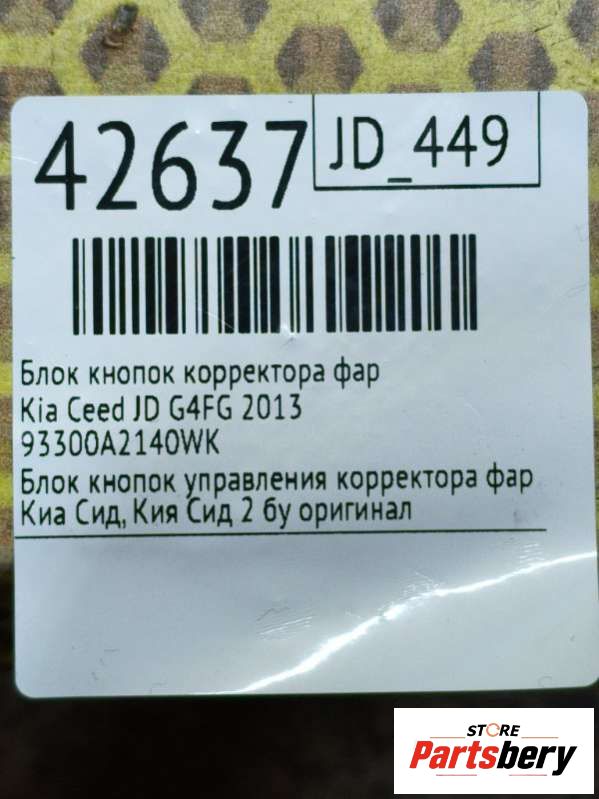 42637
JD_449
Блок кнопок корректора фар
Kia Ceed JD G4FG 2013
93300A2140WK
Блок кнопок управления корректора фар
Киа Сид, Кия Сид 2 бу оригинал
STORE
Partsbery